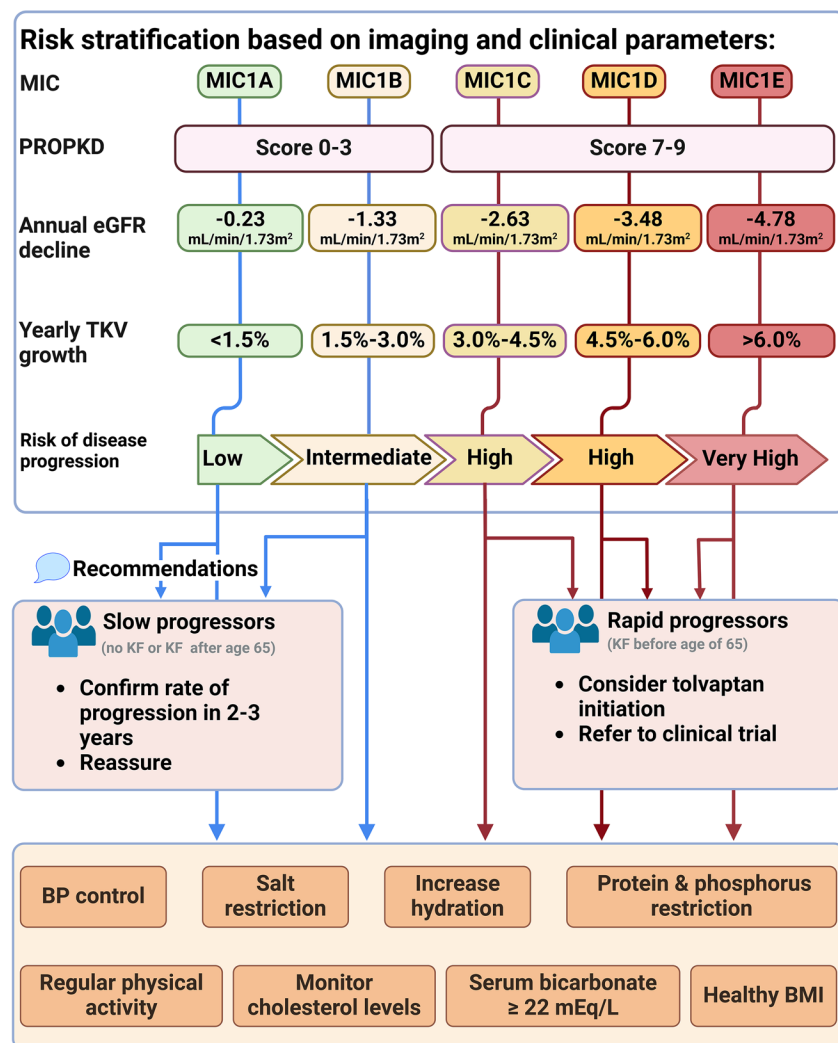 Risk stratification based on imaging and clinical parameters:
MIC
MIC1A
MIC1B
MIC1C
MIC1D
MIC1E
PROPKD
Score 0-3
Score 7-9
Annual eGFR
decline
-0.23
mL/min/1.73m²
-1.33
mL/min/1.73m²
-2.63
mL/min/1.73m²
-3.48
mL/min/1.73m²
-4.78
mL/min/1.73m²
Yearly TKV
growth
<1.5%
1.5%-3.0%
3.0%-4.5%
4.5%-6.0%
>6.0%
Risk of disease
progression
Low
Intermediate
High
High
Very High
Recommendations
Slow progressors
(no KF or KF after age 65)
• Confirm rate of
progression in 2-3
years
• Reassure
Rapid progressors
(KF before age of 65)
• Consider tolvaptan
initiation
• Refer to clinical trial
BP control
Salt
restriction
Increase
hydration
Protein & phosphorus
restriction
Regular physical
activity
Monitor
cholesterol levels
Serum bicarbonate
≥ 22 mEq/L
Healthy BMI